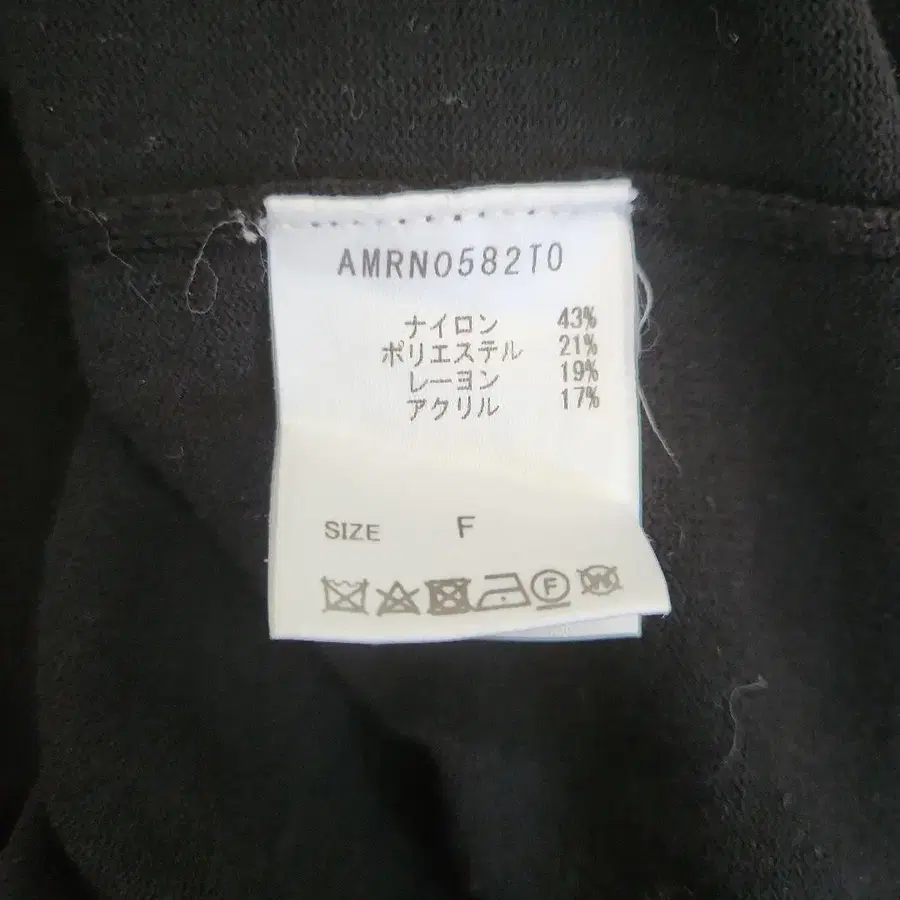 AMRN0582T0
ナイロン 43%
ポリエステル 21%
レーヨン 19%
アクリル 17%
SIZE F
F W